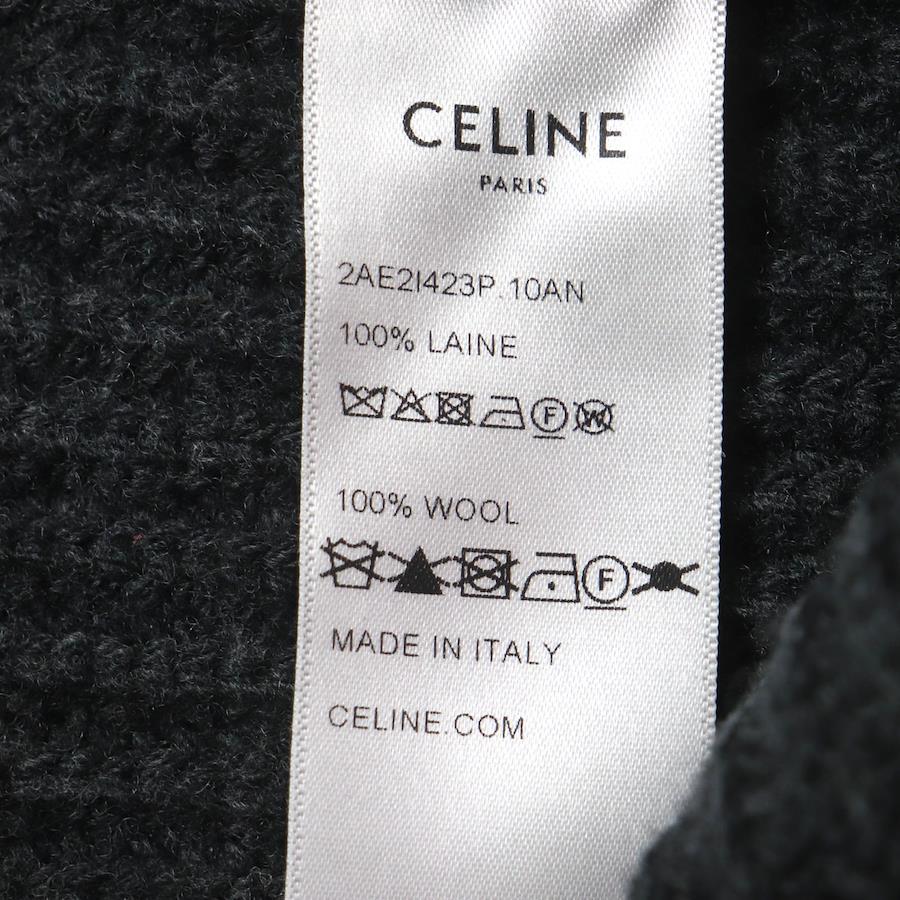 CELINE
PARIS
2AE2I423P.10AN
100% LAINE
F W
100% WOOL
F
MADE IN ITALY
CELINE.COM